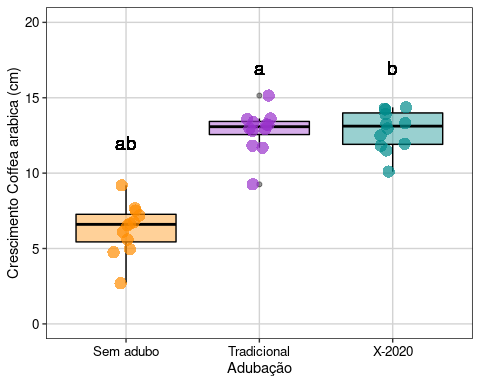 20
15
10
5
0
Crescimento Coffea arabica (cm)
ab
a
b
Sem adubo
Tradicional
X-2020
Adubação